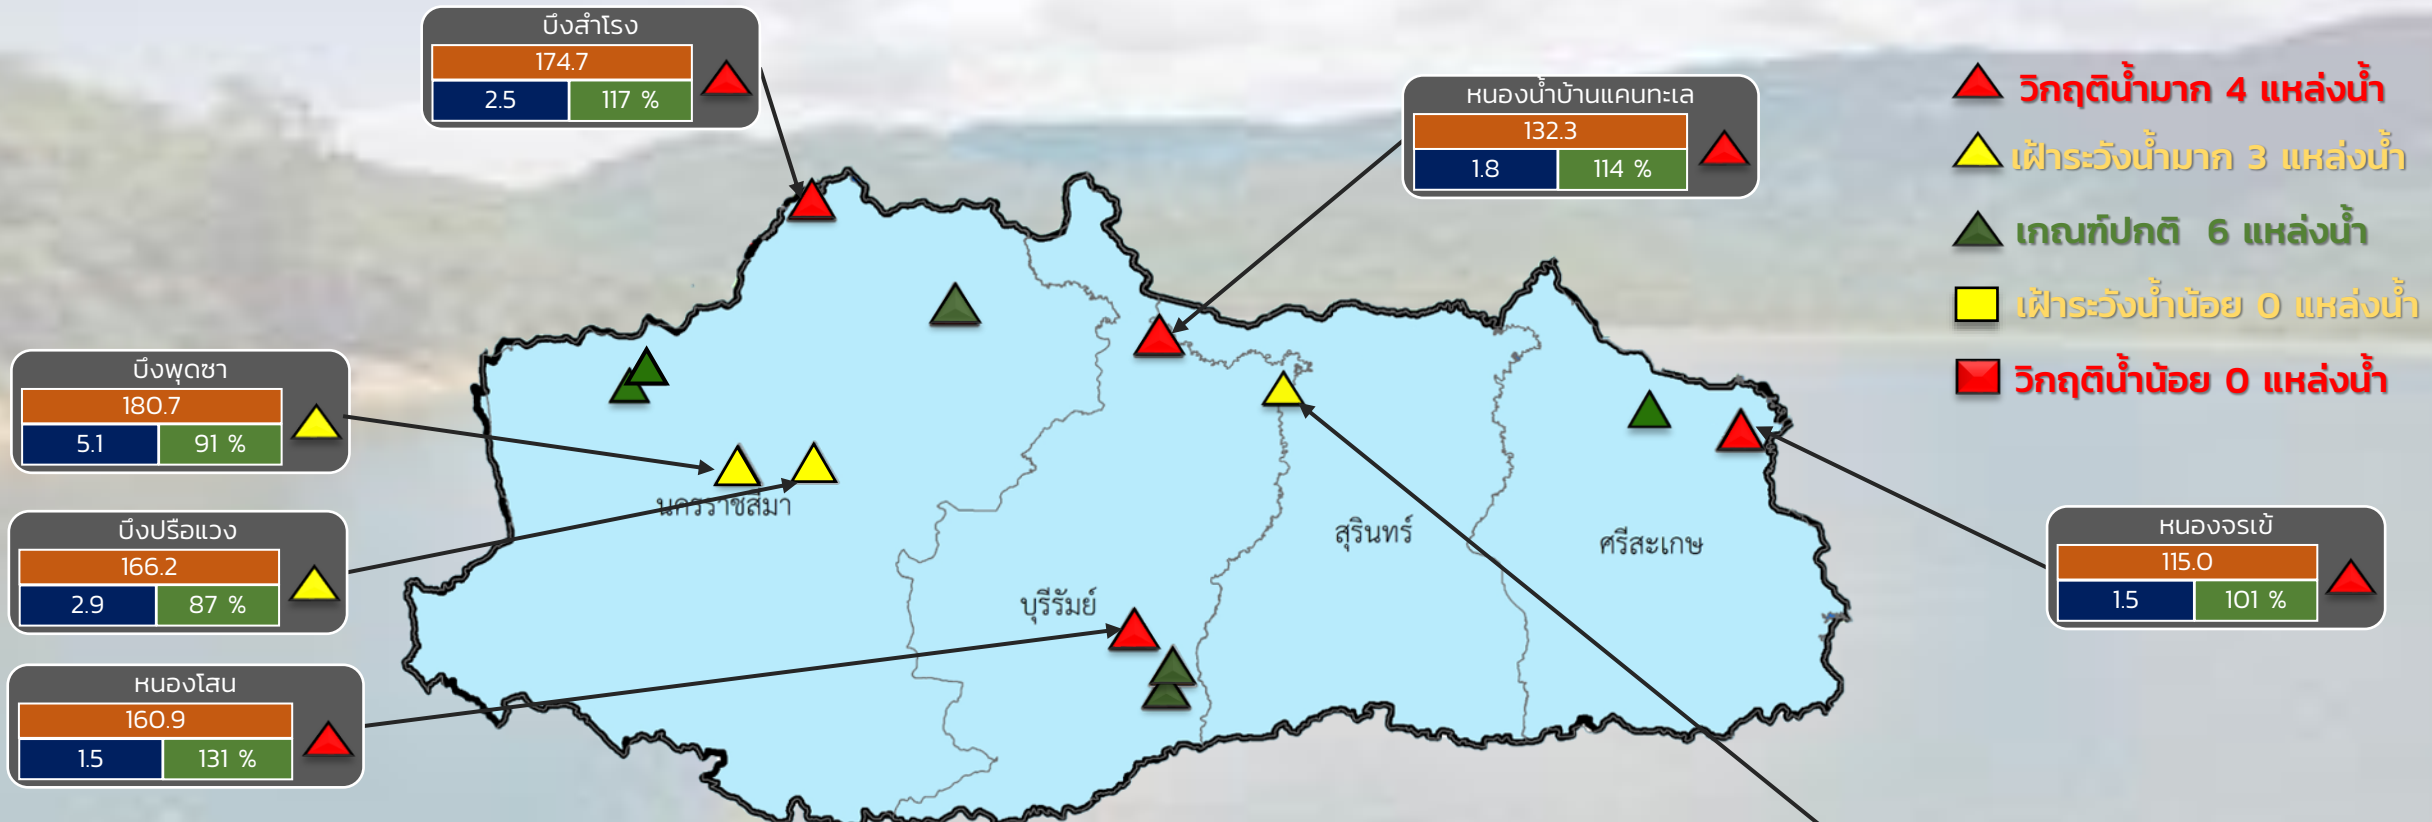 บึงสำโรง
174.7
2.5 117 %
หนองน้ำบ้านแคนทะเล
132.3
1.8 114 %
วิกฤติน้ำมาก 4 แหล่งน้ำ
เฝ้าระวังน้ำมาก 3 แหล่งน้ำ
เกณฑ์ปกติ 6 แหล่งน้ำ
เฝ้าระวังน้ำน้อย 0 แหล่งน้ำ
วิกฤติน้ำน้อย 0 แหล่งน้ำ
บึงพุดซา
180.7
5.1 91 %
บึงปรือแวง
166.2
2.9 87 %
หนองโสน
160.9
1.5 131 %
นครราชสีมา
บุรีรัมย์
สุรินทร์
ศรีสะเกษ
หนองจรเข้
115.0
1.5 101 %